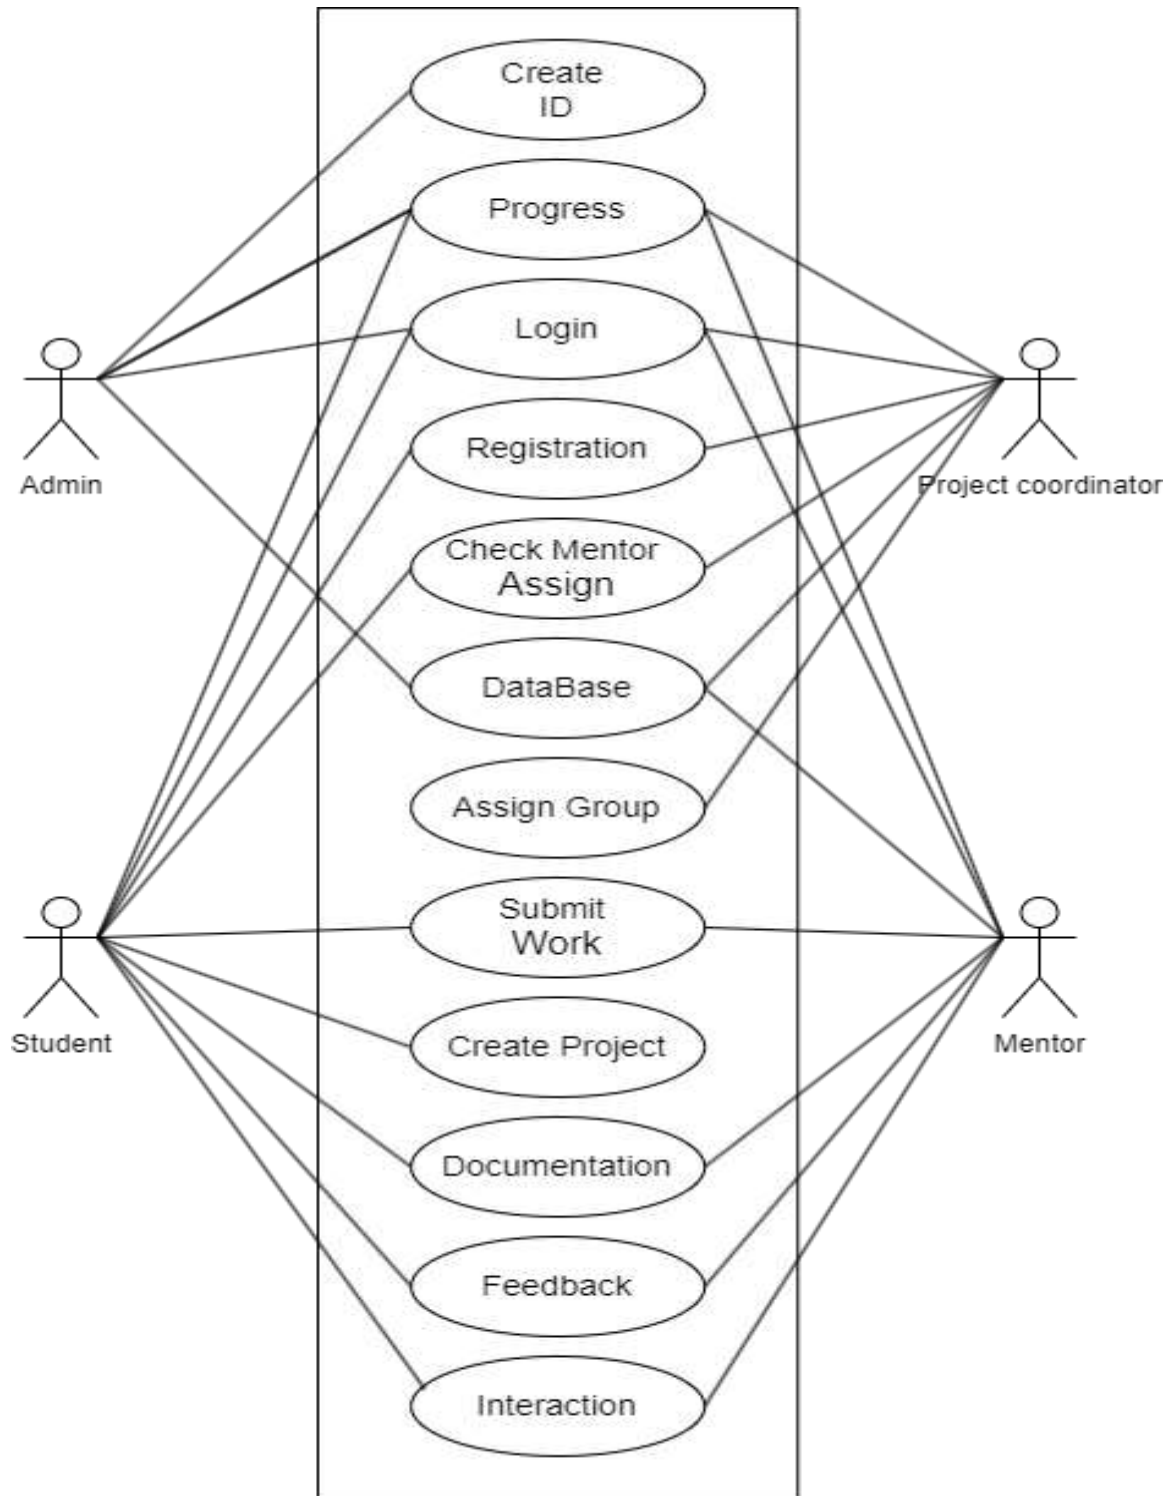 Create
ID
Progress
Login
Registration
Admin
Project coordinator
Check Mentor
Assign
DataBase
Assign Group
Submit
Work
Student
Mentor
Create Project
Documentation
Feedback
Interaction